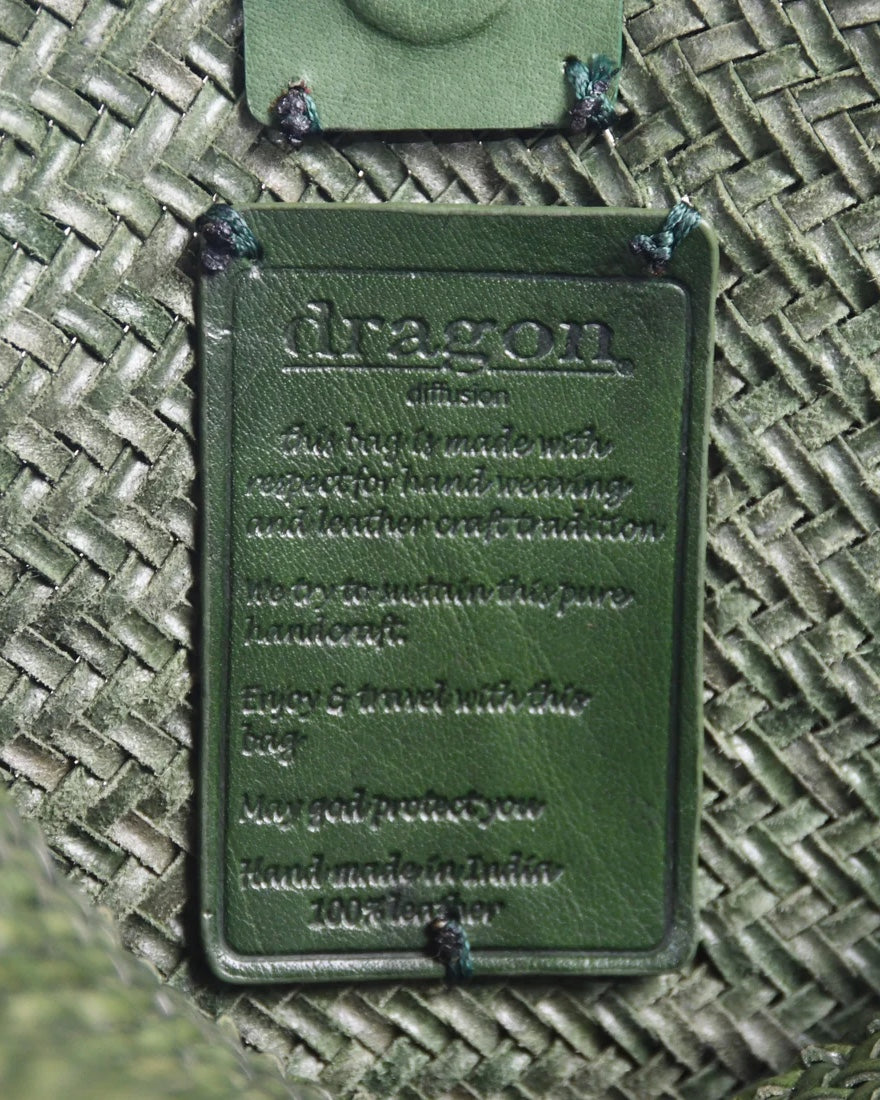 dragon
diffusion
this bag is made with
respect for hand weaving
and leather craft tradition.
We try to sustain this pure
handcraft.
Enjoy & travel with this
bag
May god protect you
Hand made in India
100% leather